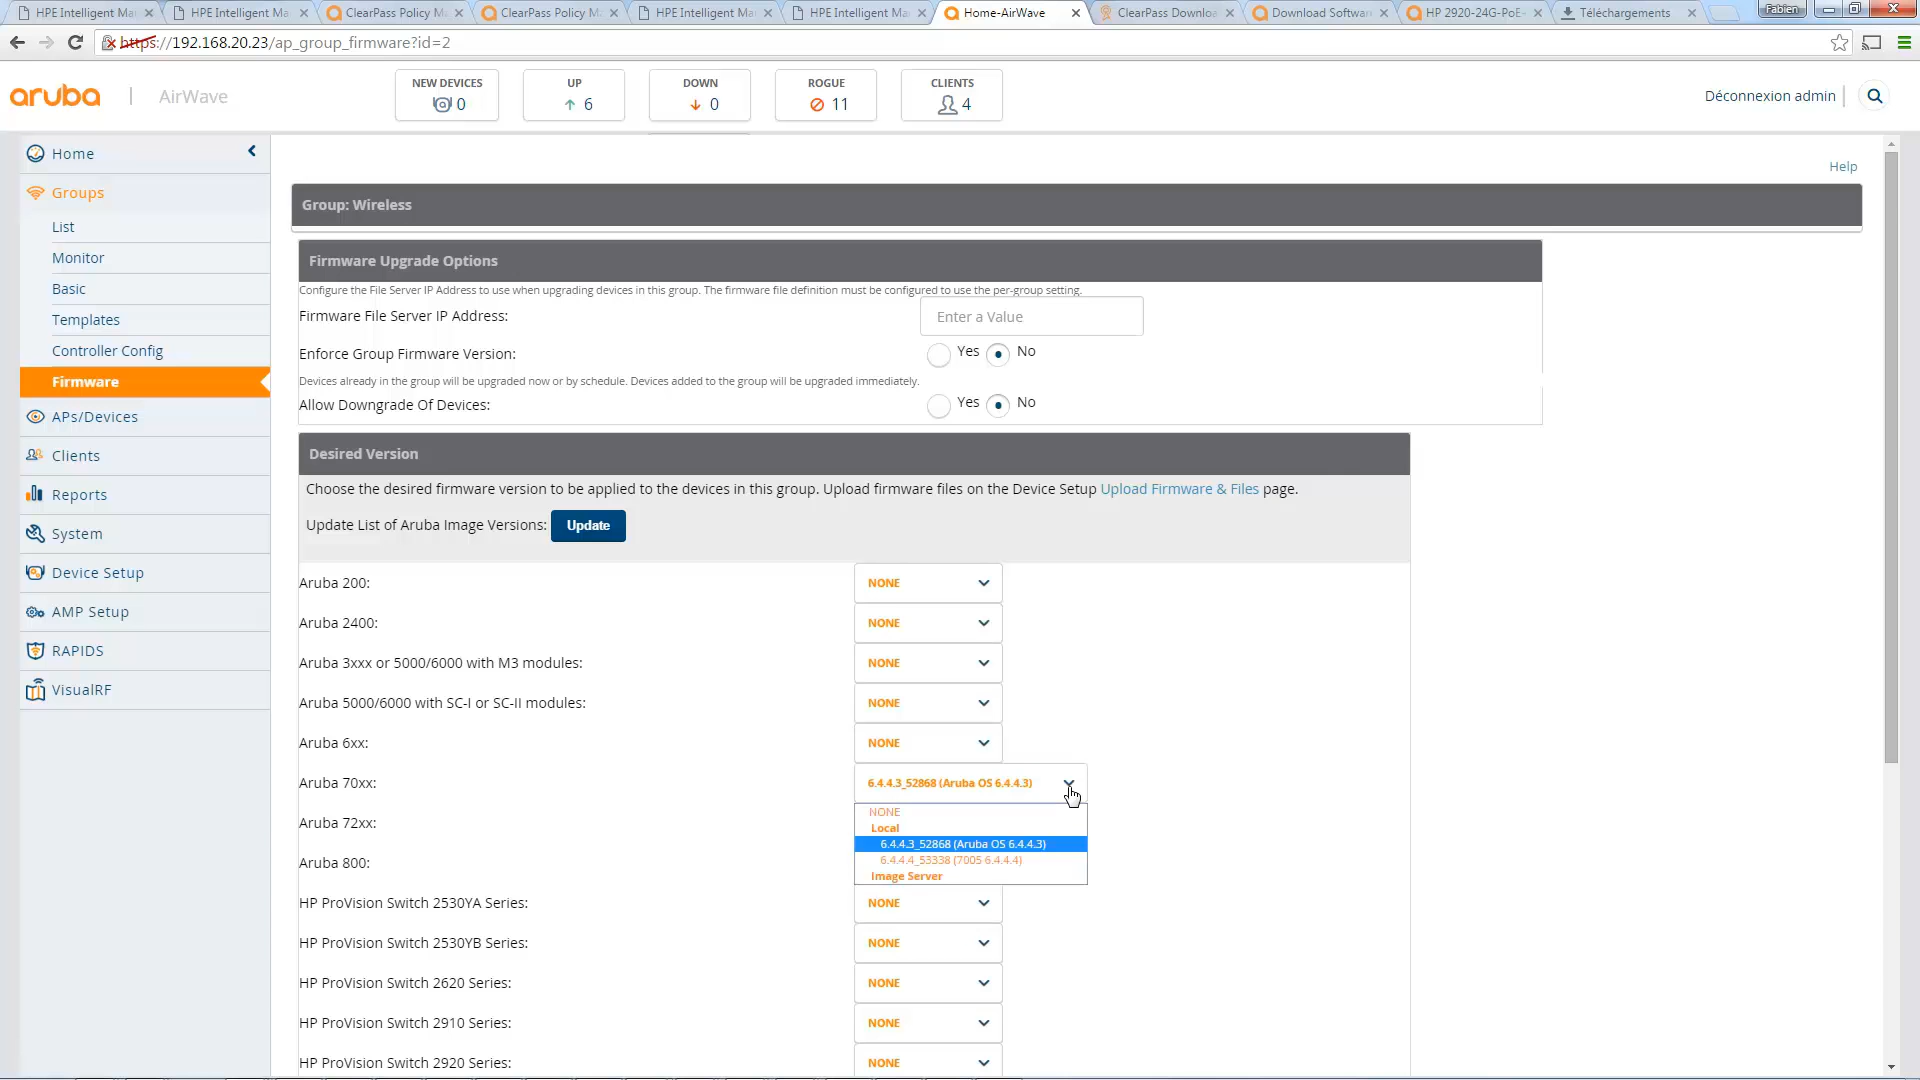 HPE Intelligent Ma
HPE Intelligent Ma
ClearPass Policy M
ClearPass Policy M
HPE Intelligent Ma
HPE Intelligent Ma
Home-AirWave
ClearPass Downloa
Download Softwar
HP 2920-24G-PoE-
Téléchargements
Fabien
https://192.168.20.23/ap_group_firmware?id=2
aruba | AirWave
NEW DEVICES
0
UP
6
DOWN
0
ROGUE
11
CLIENTS
4
Déconnexion admin
Home
Groups
List
Monitor
Basic
Templates
Controller Config
Firmware
APs/Devices
Clients
Reports
System
Device Setup
AMP Setup
RAPIDS
VisualRF
Help
Group: Wireless
Firmware Upgrade Options
Configure the File Server IP Address to use when upgrading devices in this group. The firmware file definition must be configured to use the per-group setting.
Firmware File Server IP Address: Enter a Value
Enforce Group Firmware Version: Yes No
Devices already in the group will be upgraded now or by schedule. Devices added to the group will be upgraded immediately.
Allow Downgrade Of Devices: Yes No
Desired Version
Choose the desired firmware version to be applied to the devices in this group. Upload firmware files on the Device Setup Upload Firmware & Files page.
Update List of Aruba Image Versions: Update
Aruba 200: NONE
Aruba 2400: NONE
Aruba 3xxx or 5000/6000 with M3 modules: NONE
Aruba 5000/6000 with SC-I or SC-II modules: NONE
Aruba 6xx: NONE
Aruba 70xx: 6.4.4.3_52868 (Aruba OS 6.4.4.3)
NONE
Local
6.4.4.3_52868 (Aruba OS 6.4.4.3)
6.4.4.4_53338 (7005 6.4.4.4)
Image Server
Aruba 72xx:
Aruba 800:
HP ProVision Switch 2530YA Series: NONE
HP ProVision Switch 2530YB Series: NONE
HP ProVision Switch 2620 Series: NONE
HP ProVision Switch 2910 Series: NONE
HP ProVision Switch 2920 Series: NONE